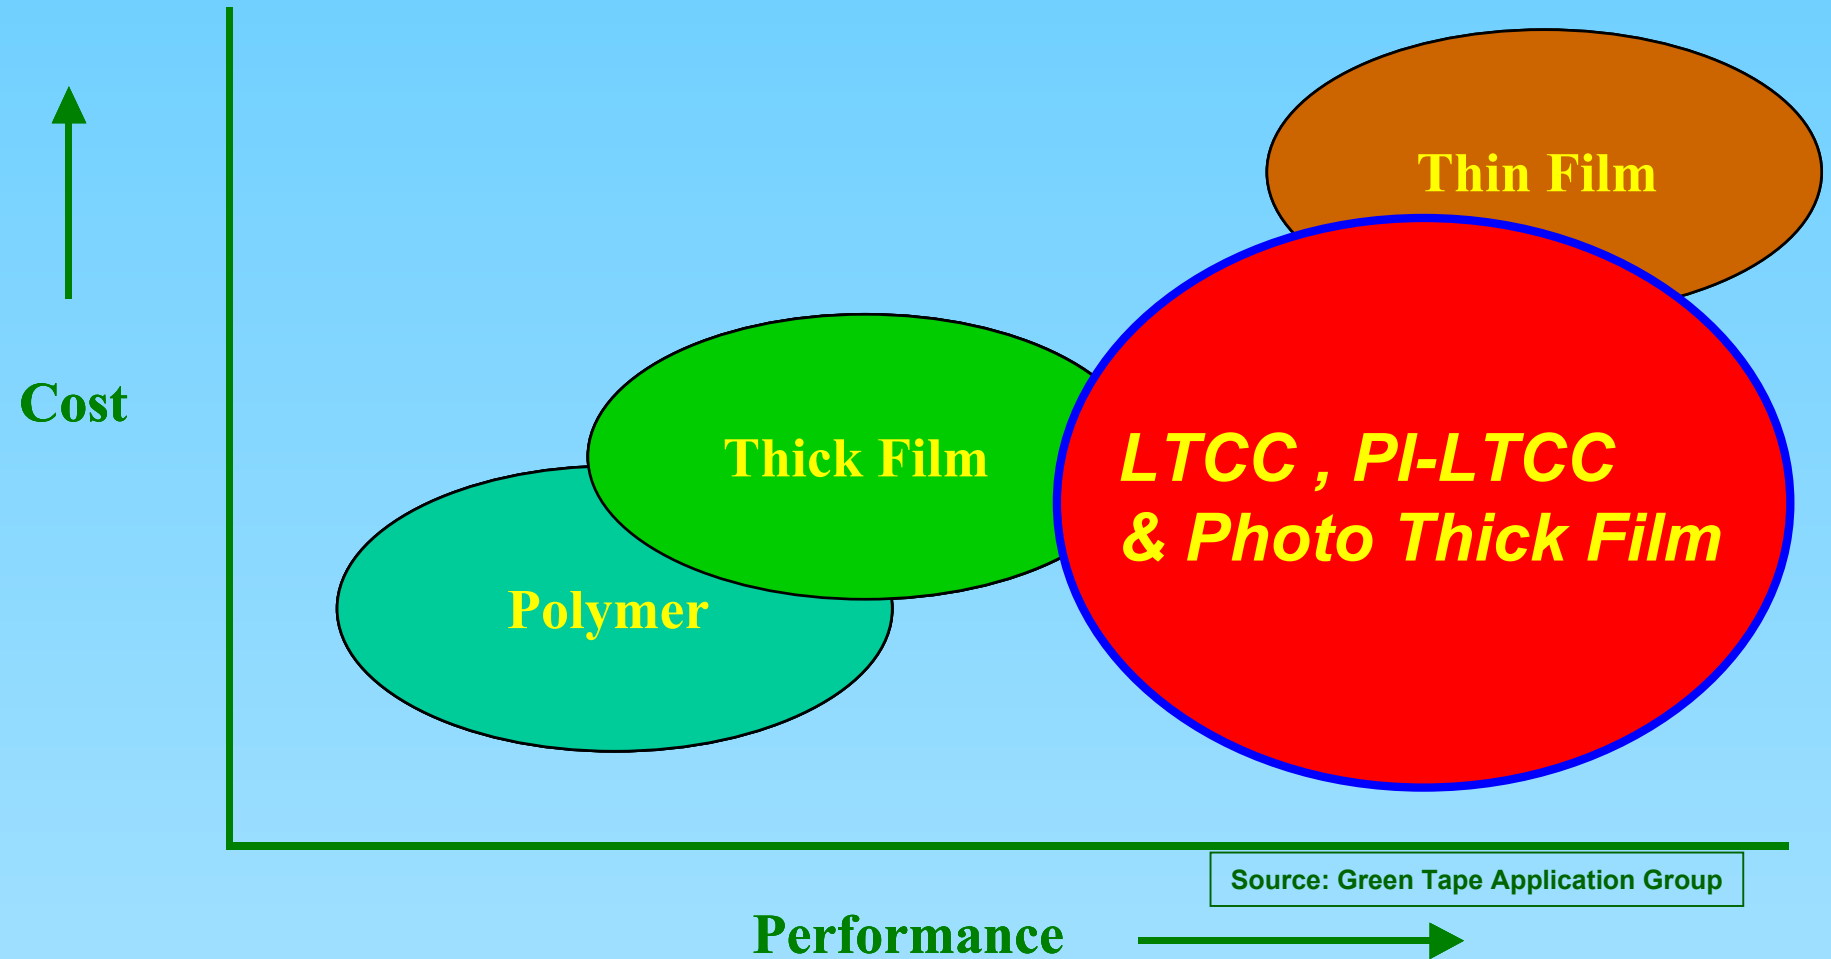 Thin Film
Cost
Thick Film
LTCC , PI-LTCC
& Photo Thick Film
Polymer
Source: Green Tape Application Group
Performance